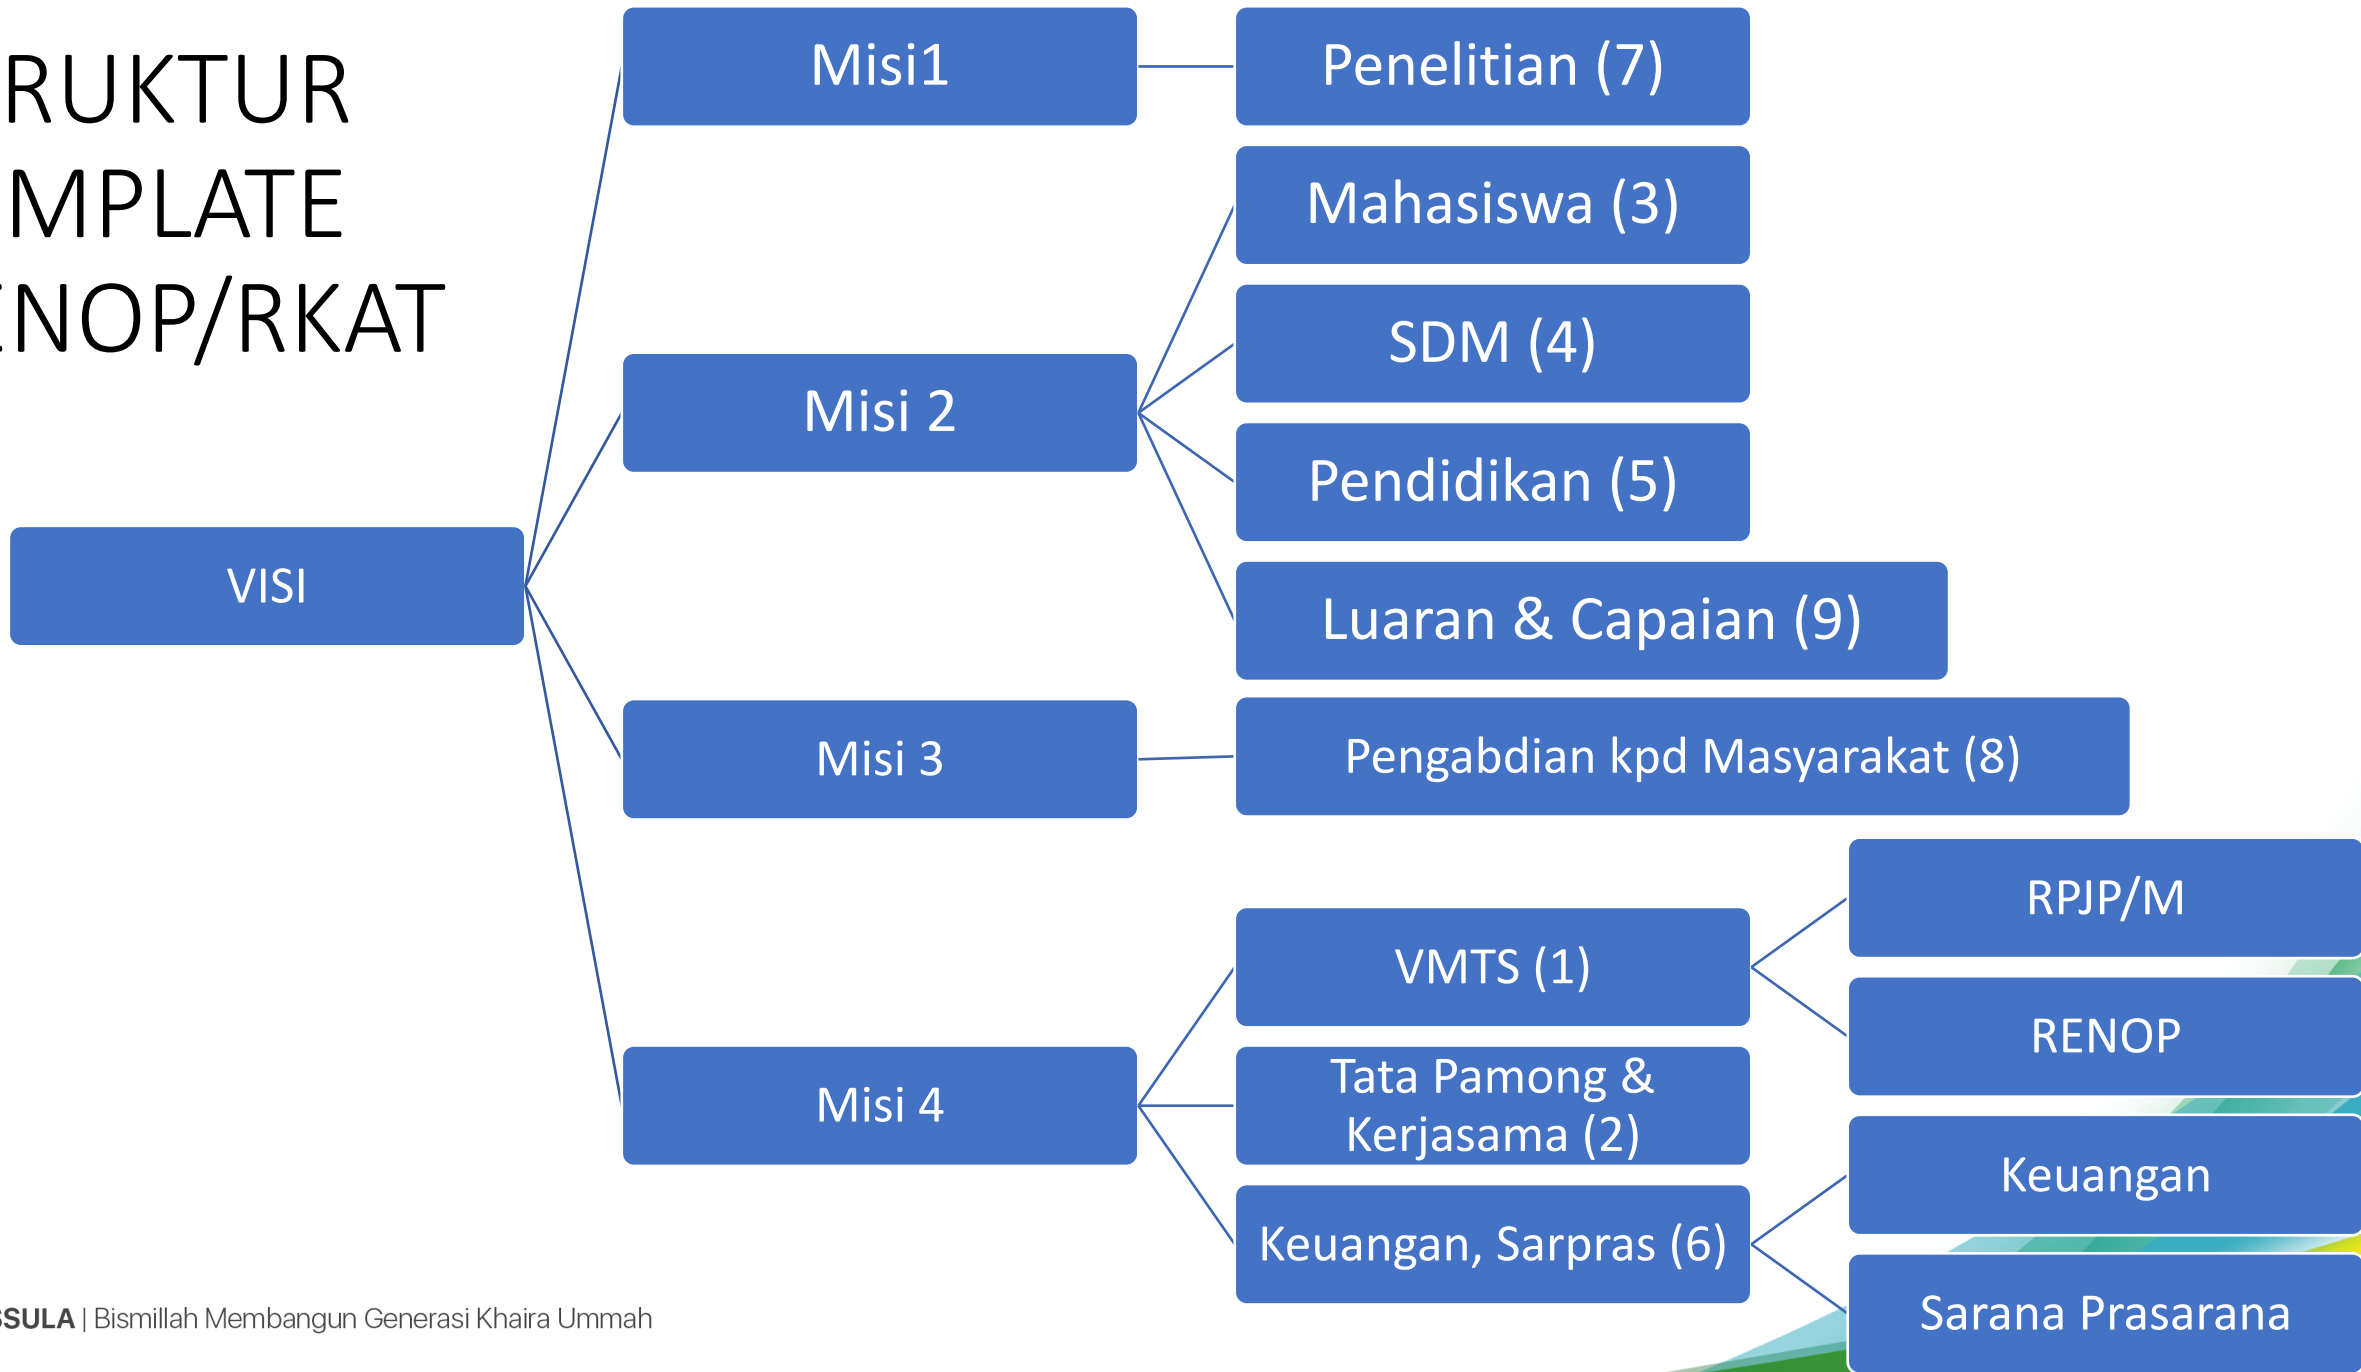 RUKTUR
MPLATE
ENOP/RKAT
VISI
Misi1
Penelitian (7)
Misi 2
Mahasiswa (3)
SDM (4)
Pendidikan (5)
Luaran & Capaian (9)
Misi 3
Pengabdian kpd Masyarakat (8)
Misi 4
VMTS (1)
RPJP/M
RENOP
Tata Pamong &
Kerjasama (2)
Keuangan, Sarpras (6)
Keuangan
Sarana Prasarana
SSULA | Bismillah Membangun Generasi Khaira Ummah